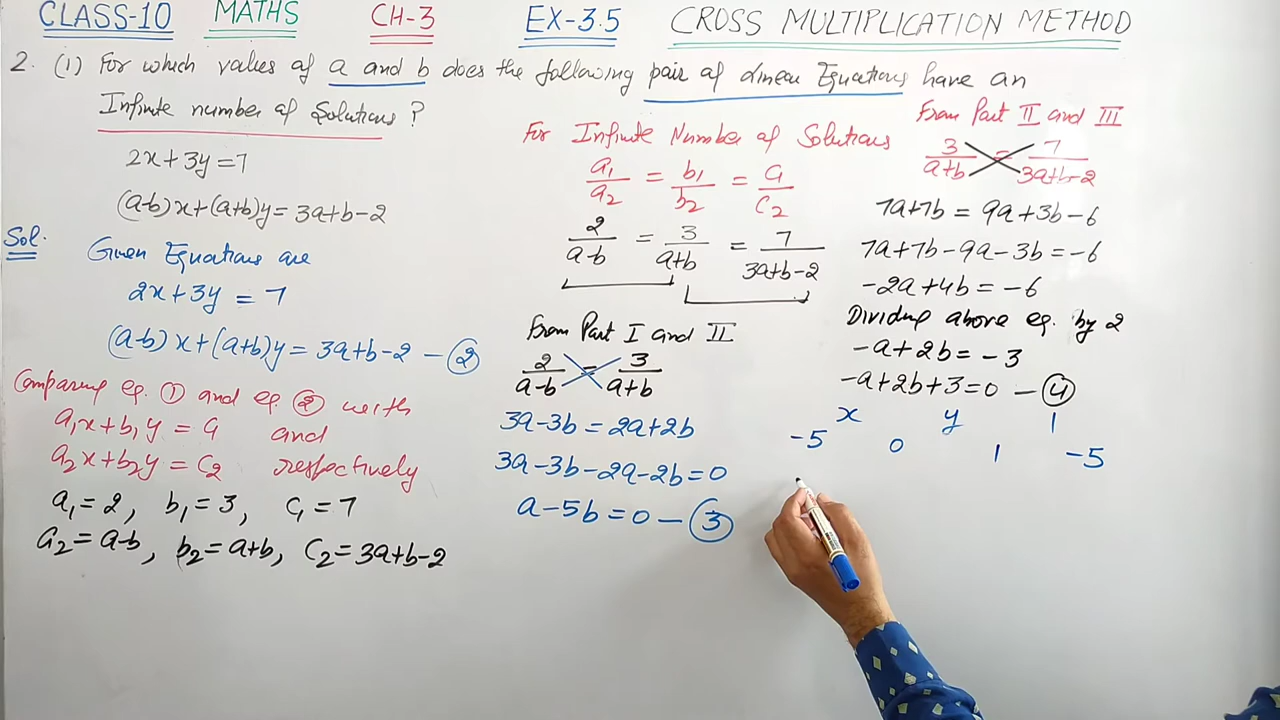 CLASS-10 MATHS CH-3 EX-3.5 CROSS MULTIPLICATION METHOD
2. (i) For which values of a and b does the following pair of Linear Equations have an
Infinite number of Solutions?
2x+3y=7
(a-b)x+(a+b)y=3a+b-2
Sol.
Given Equations are
2x+3y = 7
(a-b)x+(a+b)y=3a+b-2 - ②
Comparing eq. ① and eq. ② with
a₁x+b₁y = c₁ and
a₂x+b₂y=c₂ respectively
a₁=2, b₁=3, c₁=7
a₂=a-b, b₂=a+b, c₂=3a+b-2
For Infinite Number of Solutions
a₁/a₂ = b₁/b₂ = c₁/c₂
2/a-b = 3/a+b = 7/3a+b-2
From Part I and II
2/a-b = 3/a+b
3a-3b=2a+2b
3a-3b-2a-2b=0
a-5b=0 - ③
From Part II and III
3/a+b = 7/3a+b-2
7a+7b = 9a+3b-6
7a+7b-9a-3b=-6
-2a+4b=-6
Dividing above eq. by 2
-a+2b=-3
-a+2b+3=0 - ④
x y 1
-5 0 1 -5